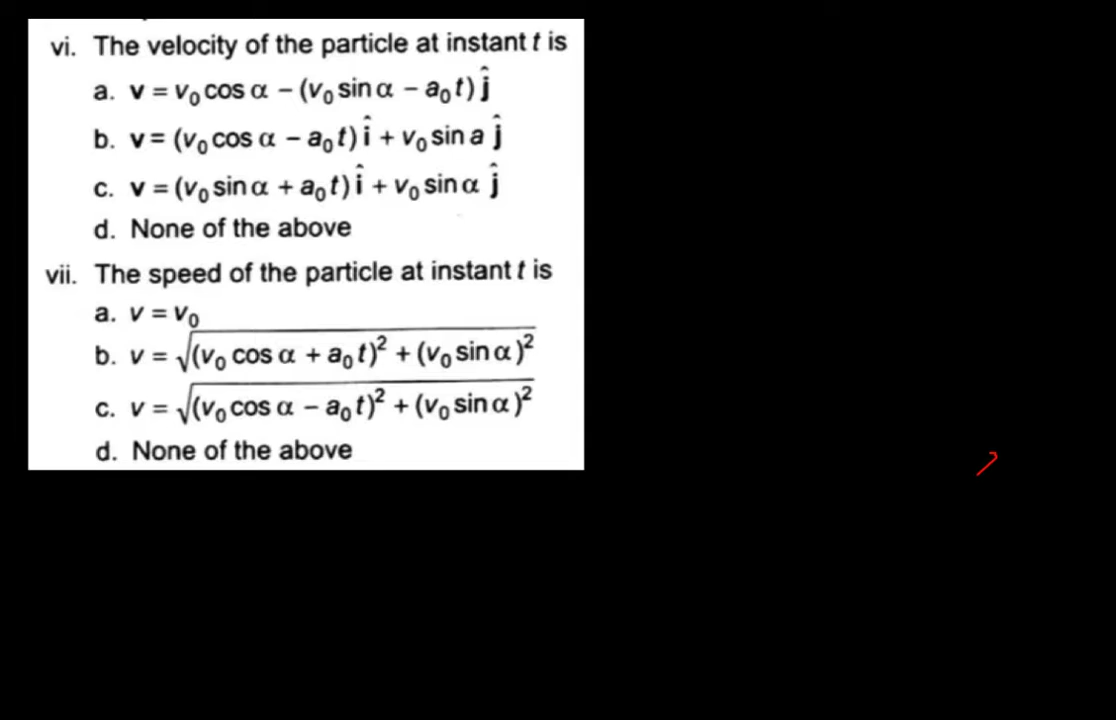 vi. The velocity of the particle at instant t is
a. v = v₀ cos α – (v₀ sin α – a₀t) ĵ
b. v = (v₀ cos α – a₀t) î + v₀ sin a ĵ
c. v = (v₀ sin α + a₀t) î + v₀ sin α ĵ
d. None of the above
vii. The speed of the particle at instant t is
a. v = v₀
b. v = √(v₀ cos α + a₀t)² + (v₀ sin α)²
c. v = √(v₀ cos α – a₀t)² + (v₀ sin α)²
d. None of the above